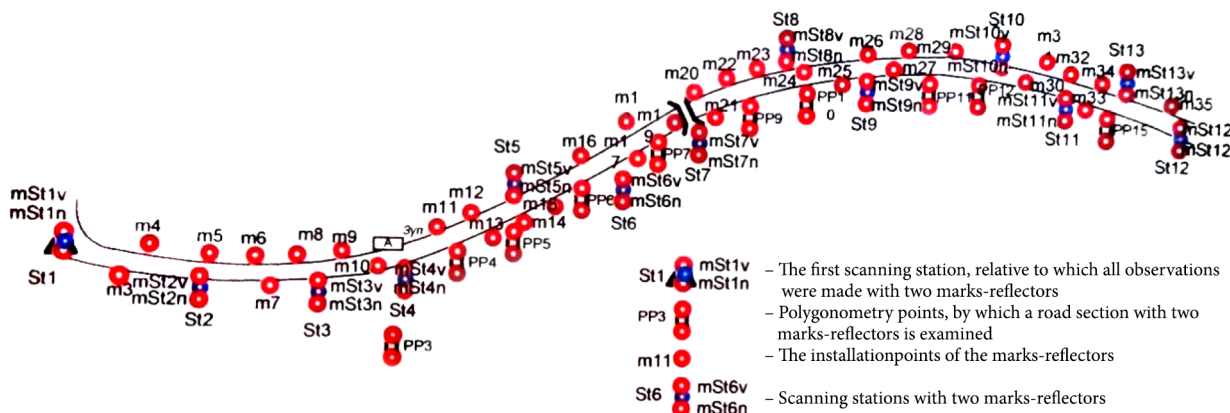 St8
mSt8v
mSt8n
m26
m28
m29
mSt10v
St10
mSt10n
m3
m32
m34
St13
mSt13v
mSt13n
m35
m20
m22
m23
m24
m25
m27
mSt9v
mSt9n
St9
PP11
PP12
m30
mSt11v
mSt11n
St11
m33
PP15
mSt12
mSt12
St12
m1
m1
9
m21
PP9
PP1
0
St5
mSt5v
mSt5n
m16
m1
7
PP7
mSt7v
mSt7n
St7
mSt1v
mSt1n
St1
m4
m5
m6
m8
m9
A
3yn
m11
m12
m13
m15
m14
PP6
mSt6v
mSt6n
St6
m3
mSt2v
mSt2n
St2
m7
m10
mSt3v
mSt3n
St3
mSt4v
mSt4n
St4
PP4
PP5
PP3
St1
mSt1v
mSt1n
– The first scanning station, relative to which all observations
were made with two marks-reflectors
PP3
– Polygonometry points, by which a road section with two
marks-reflectors is examined
m11
– The installationpoints of the marks-reflectors
St6
mSt6v
mSt6n
– Scanning stations with two marks-reflectors